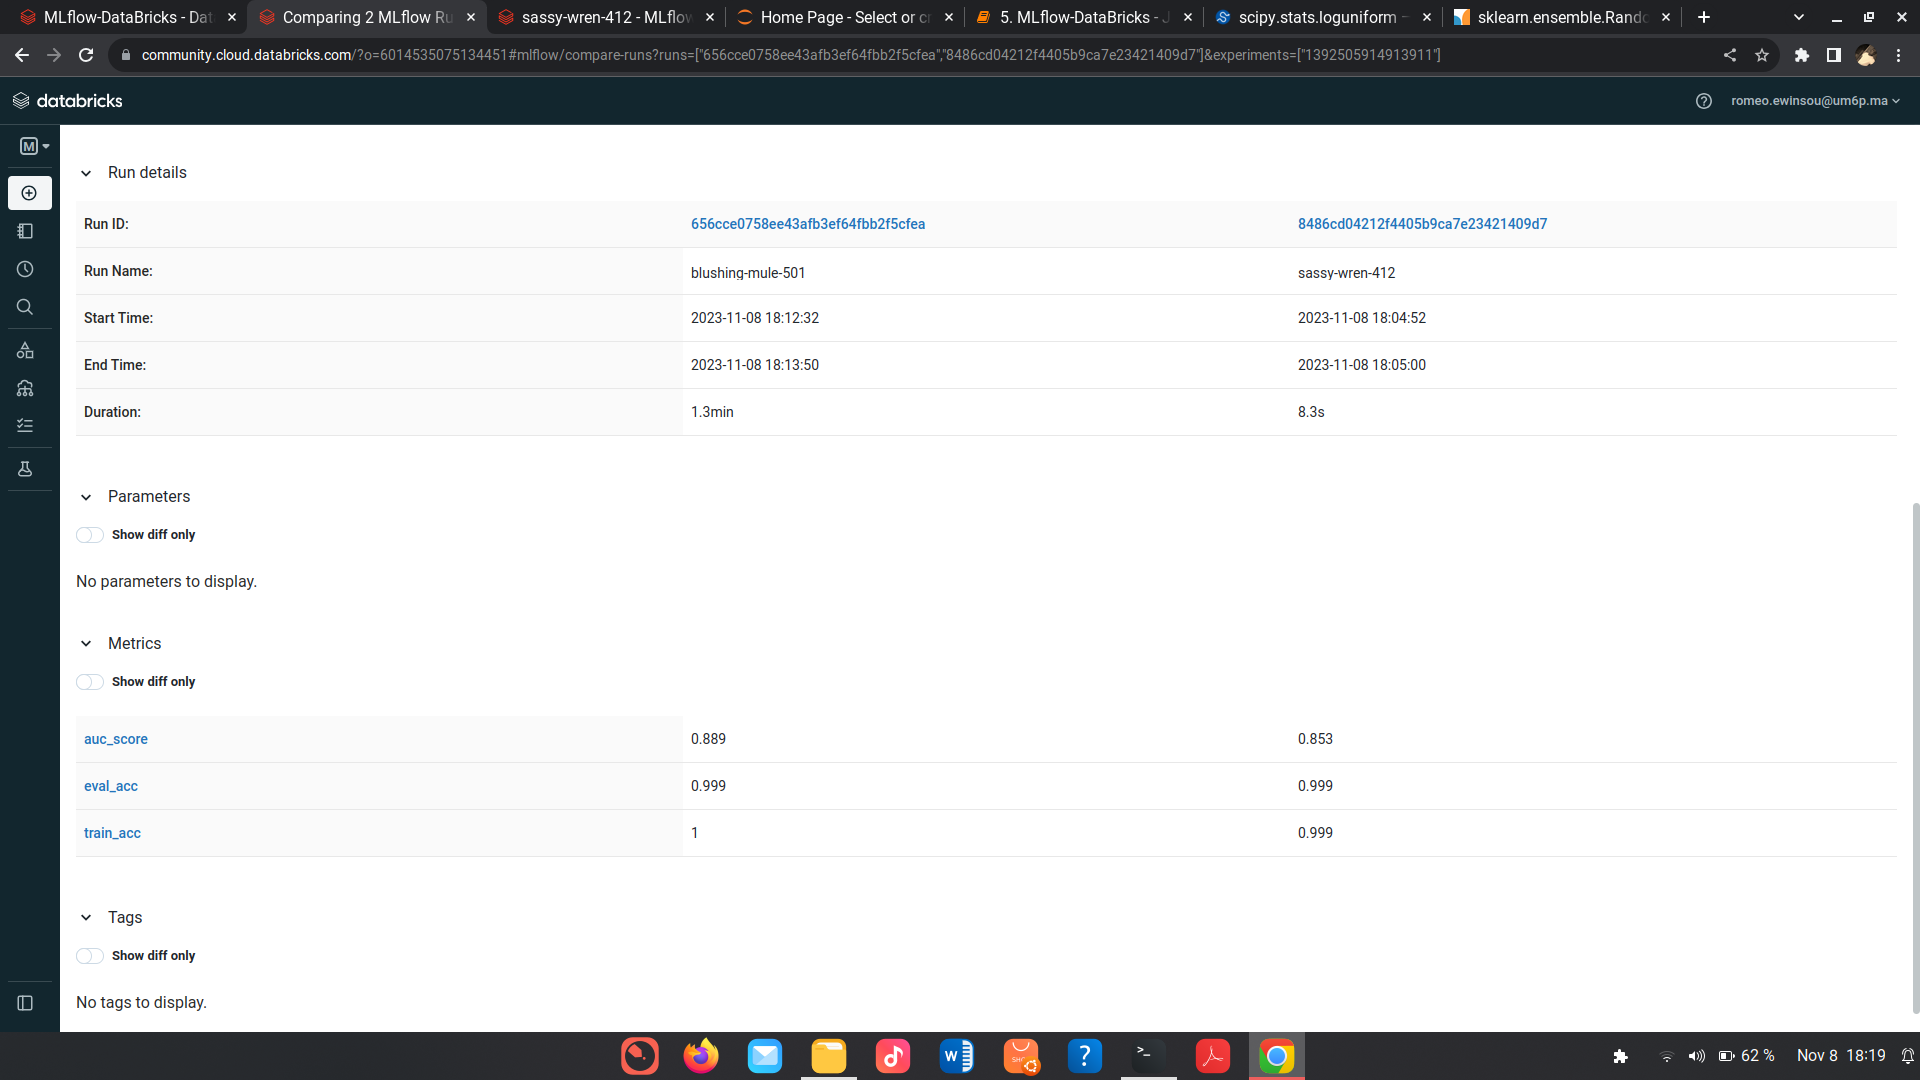 MLflow-DataBricks - Dat
Comparing 2 MLflow Ru
sassy-wren-412 - MLflow
Home Page - Select or cr
5. MLflow-DataBricks - J
scipy.stats.loguniform —
sklearn.ensemble.Rando
community.cloud.databricks.com/?o=6014535075134451#mlflow/compare-runs?runs=["656cce0758ee43afb3ef64fbb2f5cfea","8486cd04212f4405b9ca7e23421409d7"]&experiments=["1392505914913911"]
databricks
romeo.ewinsou@um6p.ma
M
Run details
Run ID: 656cce0758ee43afb3ef64fbb2f5cfea 8486cd04212f4405b9ca7e23421409d7
Run Name: blushing-mule-501 sassy-wren-412
Start Time: 2023-11-08 18:12:32 2023-11-08 18:04:52
End Time: 2023-11-08 18:13:50 2023-11-08 18:05:00
Duration: 1.3min 8.3s
Parameters
Show diff only
No parameters to display.
Metrics
Show diff only
auc_score 0.889 0.853
eval_acc 0.999 0.999
train_acc 1 0.999
Tags
Show diff only
No tags to display.
62 % Nov 8 18:19